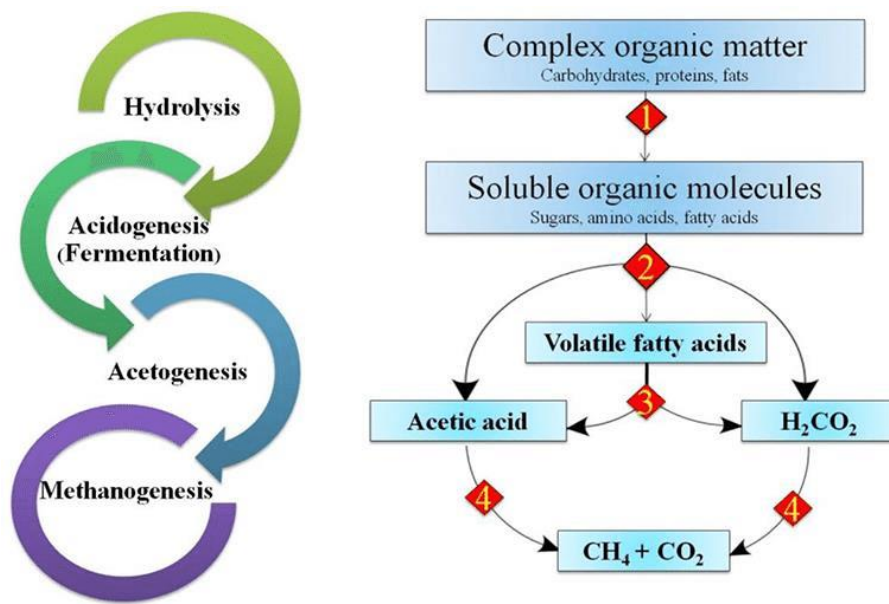 Hydrolysis
Acidogenesis
(Fermentation)
Acetogenesis
Methanogenesis
Complex organic matter
Carbohydrates, proteins, fats
1
Soluble organic molecules
Sugars, amino acids, fatty acids
2
Volatile fatty acids
3
Acetic acid
H₂CO₂
4
4
CH₄ + CO₂